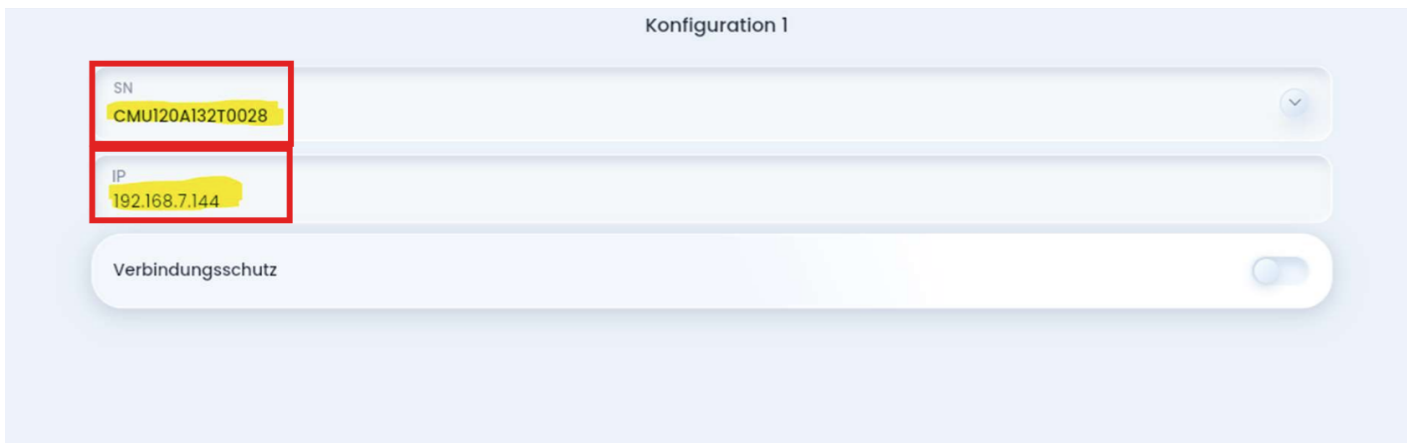 Konfiguration 1
SN
CMU120A132T0028
IP
192.168.7.144
Verbindungsschutz